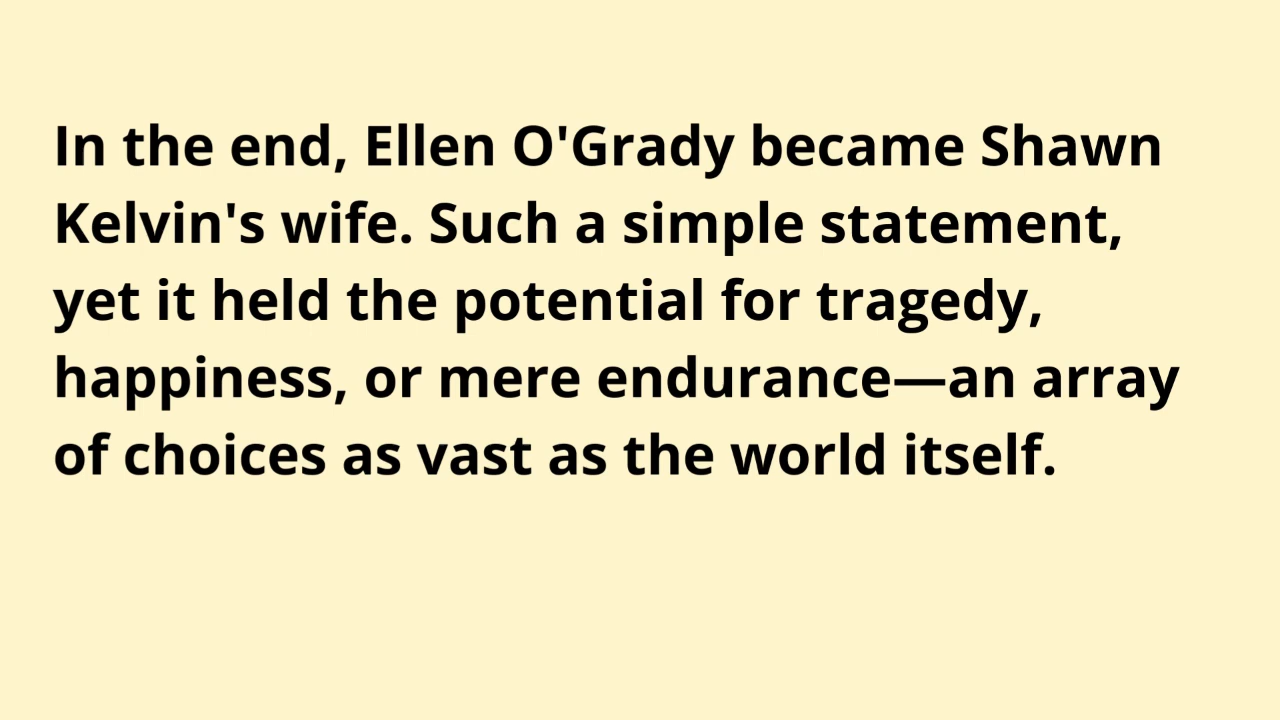 In the end, Ellen O'Grady became Shawn
Kelvin's wife. Such a simple statement,
yet it held the potential for tragedy,
happiness, or mere endurance—an array
of choices as vast as the world itself.